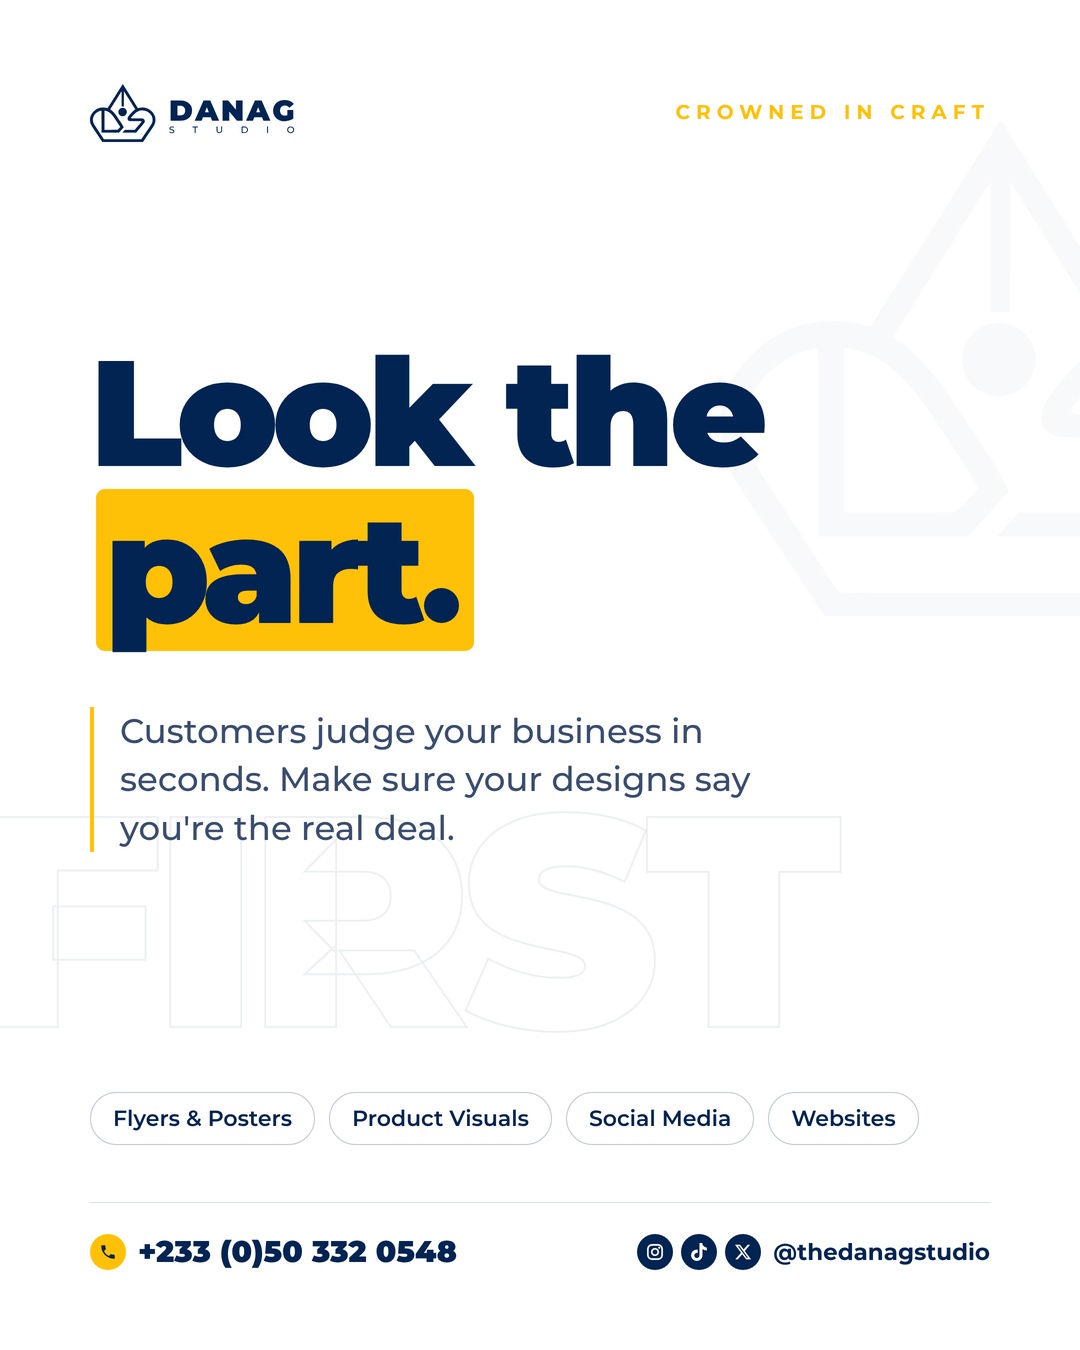 DANAG
STUDIO
CROWNED IN CRAFT
Look the
part.
Customers judge your business in
seconds. Make sure your designs say
you're the real deal.
FIRST
Flyers & Posters
Product Visuals
Social Media
Websites
+233 (0)50 332 0548
@thedanagstudio